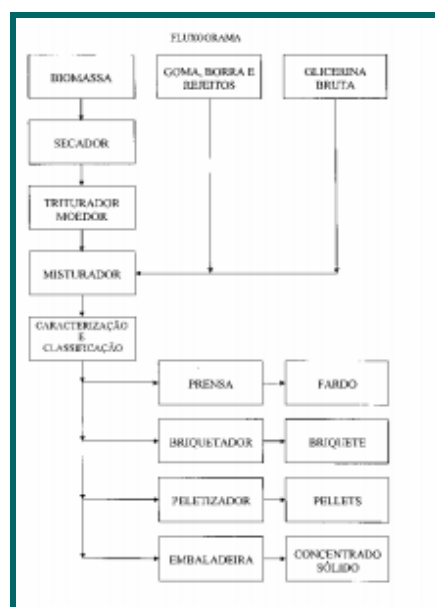 FLUXOGRAMA
BIOMASSA
GOMA, BORRA E
REJEITOS
GLICERINA
BRUTA
SECADOR
TRITURADOR
MOEDOR
MISTURADOR
CARACTERIZAÇÃO
E
CLASSIFICAÇÃO
PRENSA
FARDO
BRIQUETADOR
BRIQUETE
PELETIZADOR
PELLETS
EMBALADEIRA
CONCENTRADO
SÓLIDO